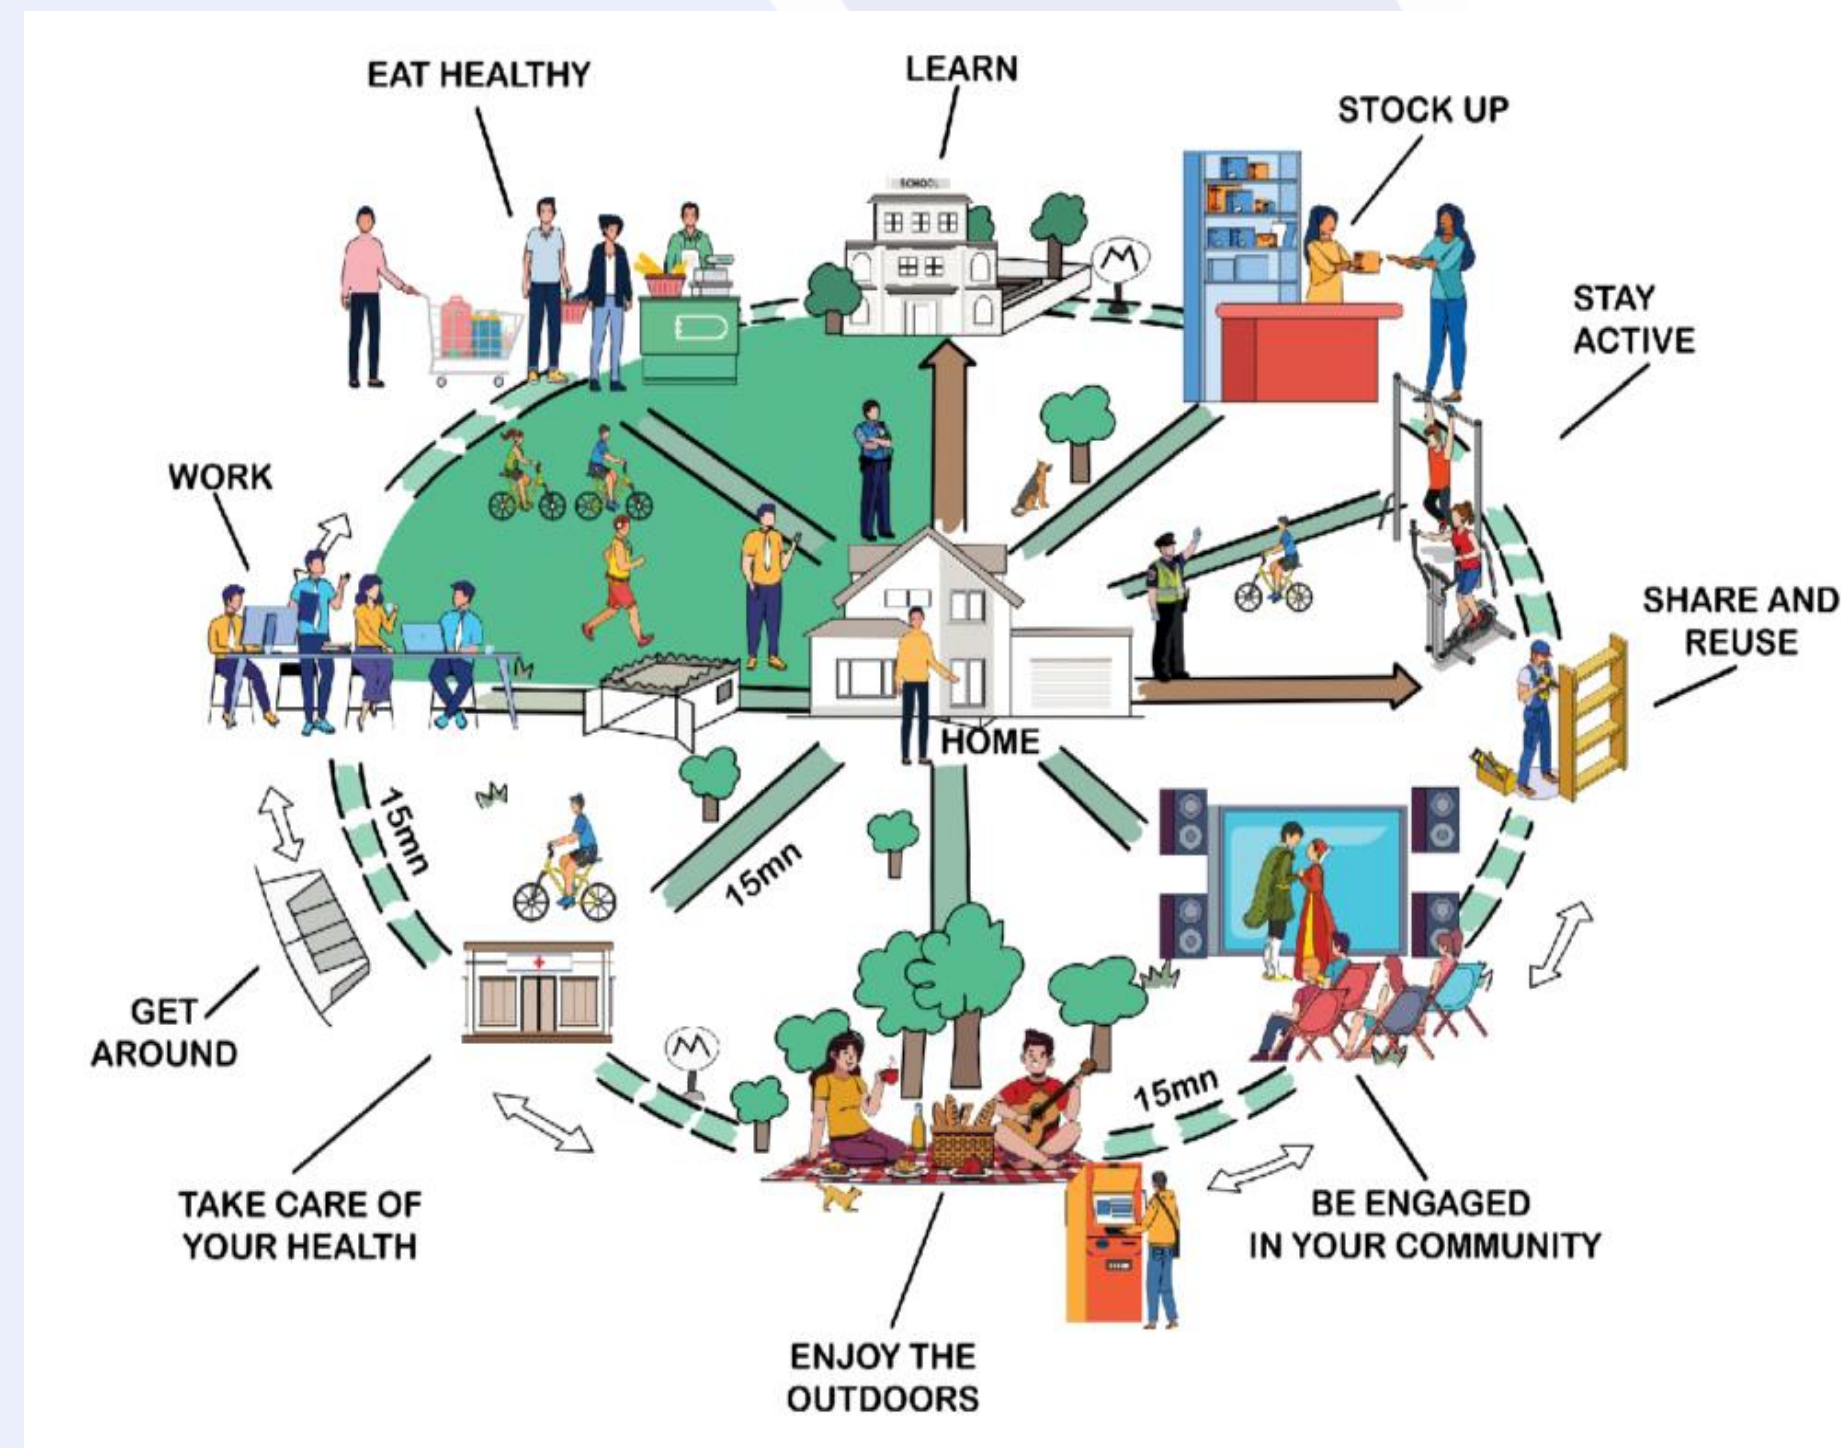 EAT HEALTHY
LEARN
STOCK UP
SCHOOL
M
STAY
ACTIVE
WORK
SHARE AND
REUSE
HOME
15mn
15mn
GET
AROUND
M
15mn
TAKE CARE OF
YOUR HEALTH
BE ENGAGED
IN YOUR COMMUNITY
ENJOY THE
OUTDOORS